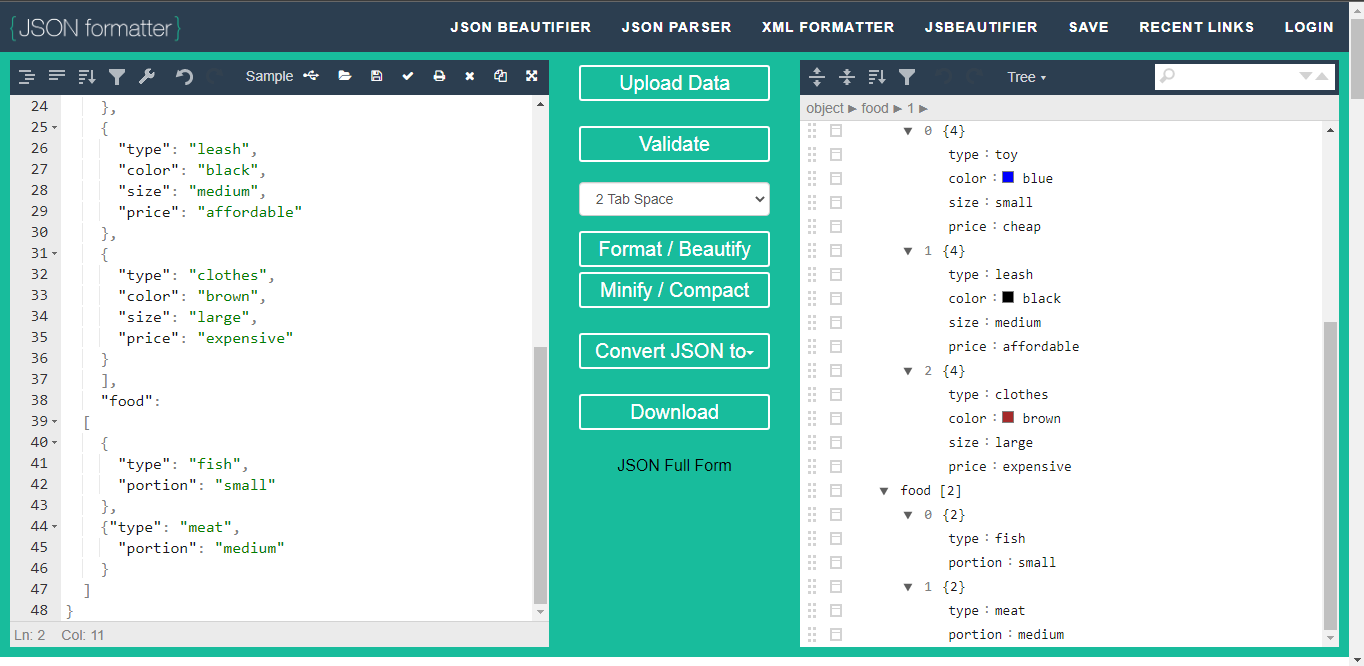 {JSON formatter}
JSON BEAUTIFIER JSON PARSER XML FORMATTER JSBEAUTIFIER SAVE RECENT LINKS LOGIN
Sample
24 },
25 {
26 "type": "leash",
27 "color": "black",
28 "size": "medium",
29 "price": "affordable"
30 },
31 {
32 "type": "clothes",
33 "color": "brown",
34 "size": "large",
35 "price": "expensive"
36 }
37 ],
38 "food":
39 [
40 {
41 "type": "fish",
42 "portion": "small"
43 },
44 {"type": "meat",
45 "portion": "medium"
46 }
47 ]
48 }
Ln: 2 Col: 11
Upload Data
Validate
2 Tab Space
Format / Beautify
Minify / Compact
Convert JSON to
Download
JSON Full Form
Tree
object ► food ► 1 ►
0 {4}
type : toy
color : blue
size : small
price : cheap
1 {4}
type : leash
color : black
size : medium
price : affordable
2 {4}
type : clothes
color : brown
size : large
price : expensive
food [2]
0 {2}
type : fish
portion : small
1 {2}
type : meat
portion : medium